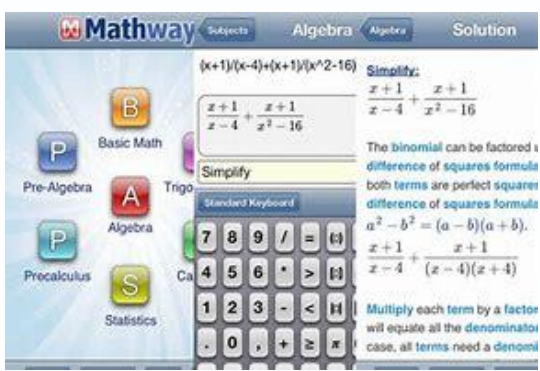 Mathway
B
Basic Math
P
Pre-Algebra
Trigo
A
Algebra
P
Precalculus
Ca
S
Statistics
Subjects
Algebra
(x+1)/(x-4)+(x+1)/(x^2-16)
x + 1 / x − 4 + x + 1 / x² − 16
Simplify
Standard Keyboard
7 8 9 / =
4 5 6 * >
1 2 3 - <
. 0 , + ≥ π
Algebra
Solution
Simplify:
x + 1 / x − 4 + x + 1 / x² − 16
The binomial can be factored u
difference of squares formula
both terms are perfect squares
difference of squares formula
a² − b² = (a − b)(a + b).
x + 1 / x − 4 + x + 1 / (x − 4)(x + 4)
Multiply each term by a factor
will equate all the denominato
case, all terms need a denomi